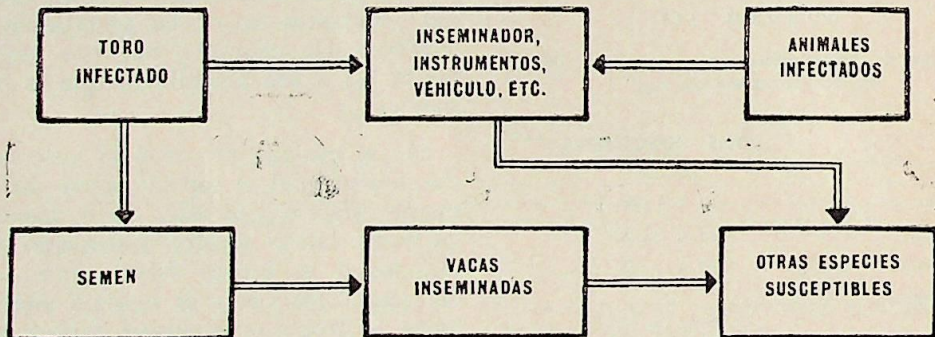 TORO
INFECTADO
INSEMINADOR,
INSTRUMENTOS,
VEHICULO, ETC.
ANIMALES
INFECTADOS
SEMEN
VACAS
INSEMINADAS
OTRAS ESPECIES
SUSCEPTIBLES